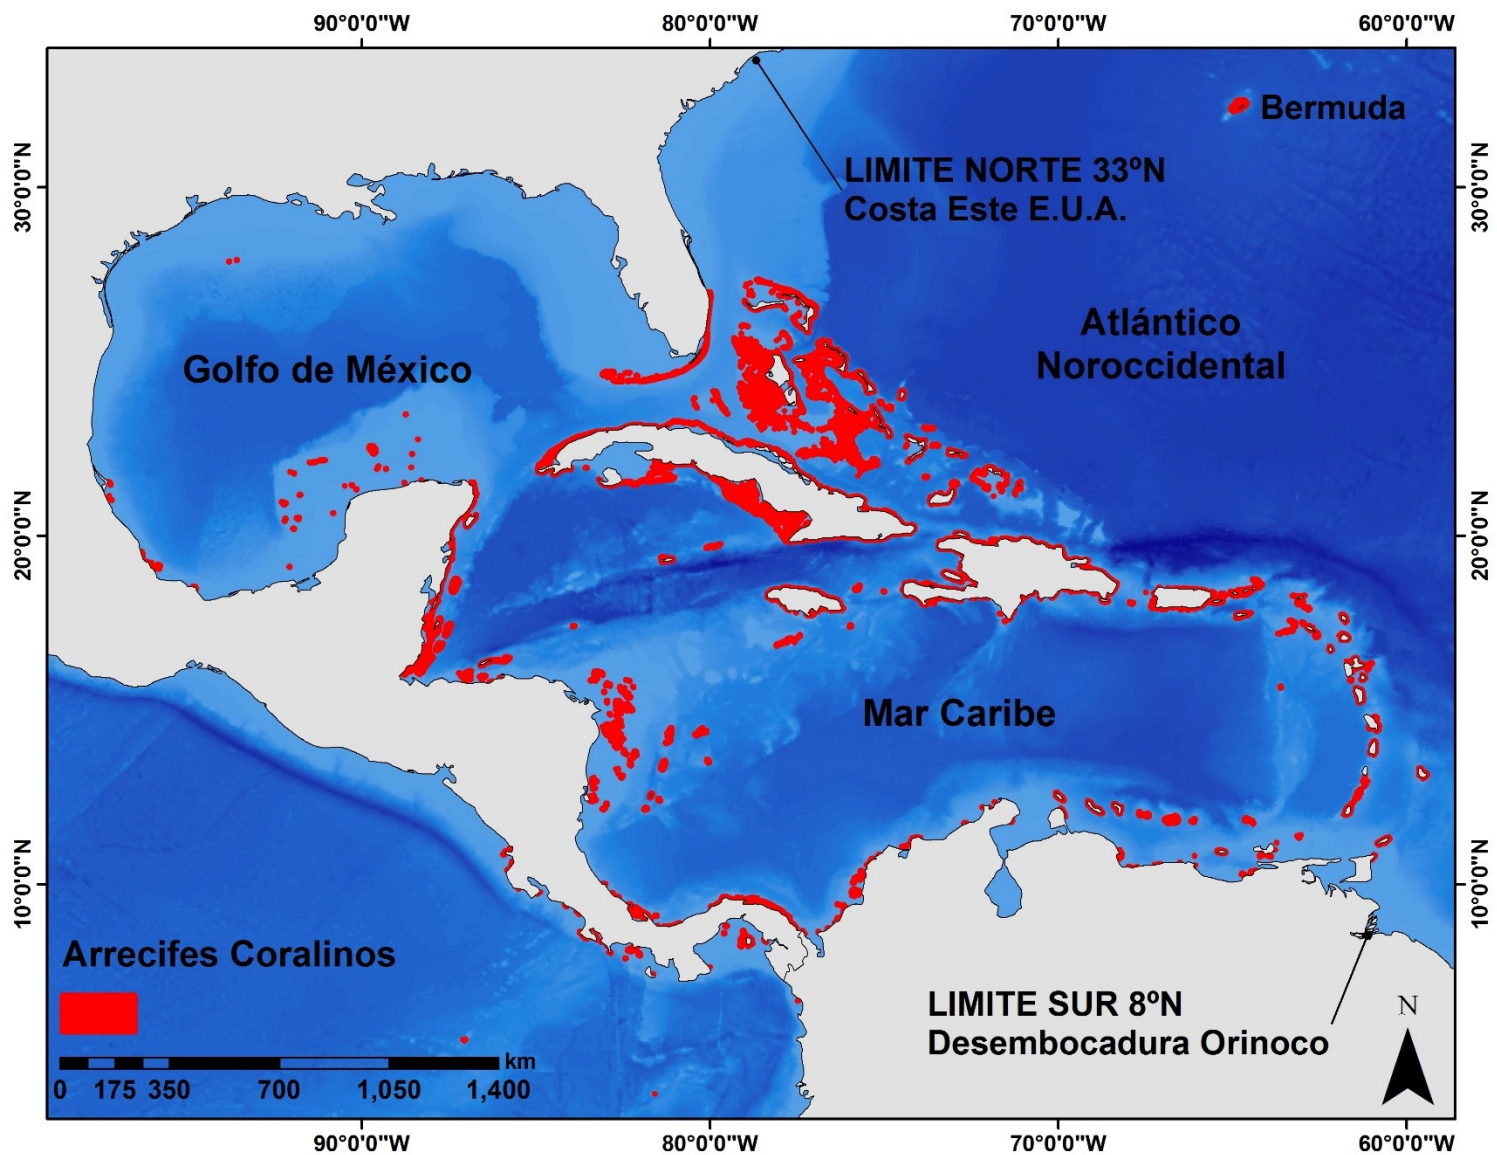 90°0'0"W 80°0'0"W 70°0'0"W 60°0'0"W
Bermuda
LIMITE NORTE 33ºN
Costa Este E.U.A.
30°0'0"N 30°0'0"N
Atlántico
Noroccidental
Golfo de México
20°0'0"N 20°0'0"N
Mar Caribe
10°0'0"N 10°0'0"N
Arrecifes Coralinos
LIMITE SUR 8ºN
Desembocadura Orinoco
N
km
0 175 350 700 1,050 1,400
90°0'0"W 80°0'0"W 70°0'0"W 60°0'0"W